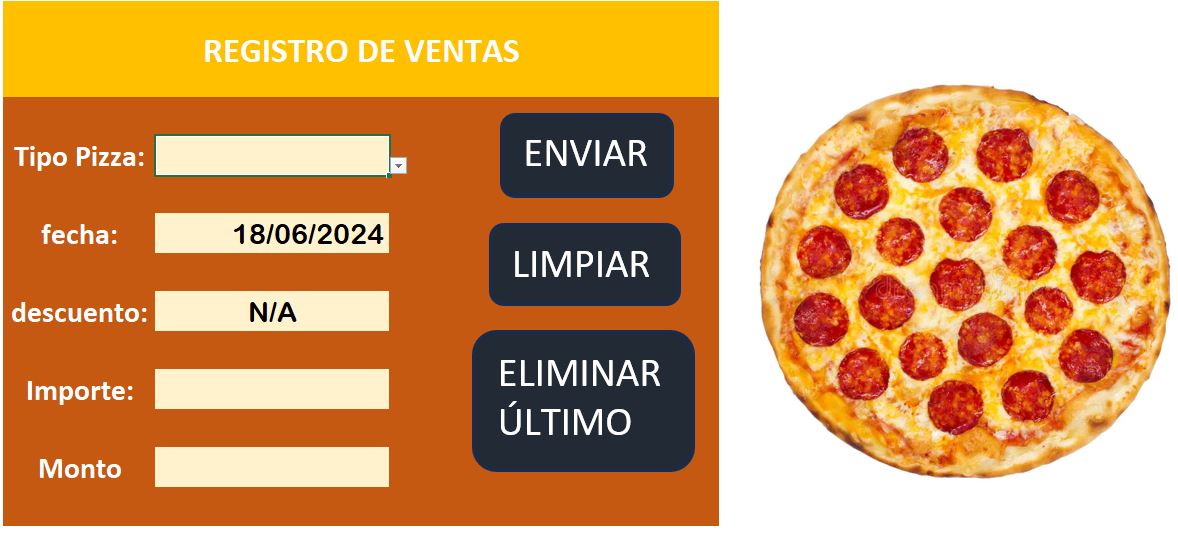 REGISTRO DE VENTAS
Tipo Pizza:
ENVIAR
fecha: 18/06/2024
LIMPIAR
descuento: N/A
Importe:
ELIMINAR
ÚLTIMO
Monto